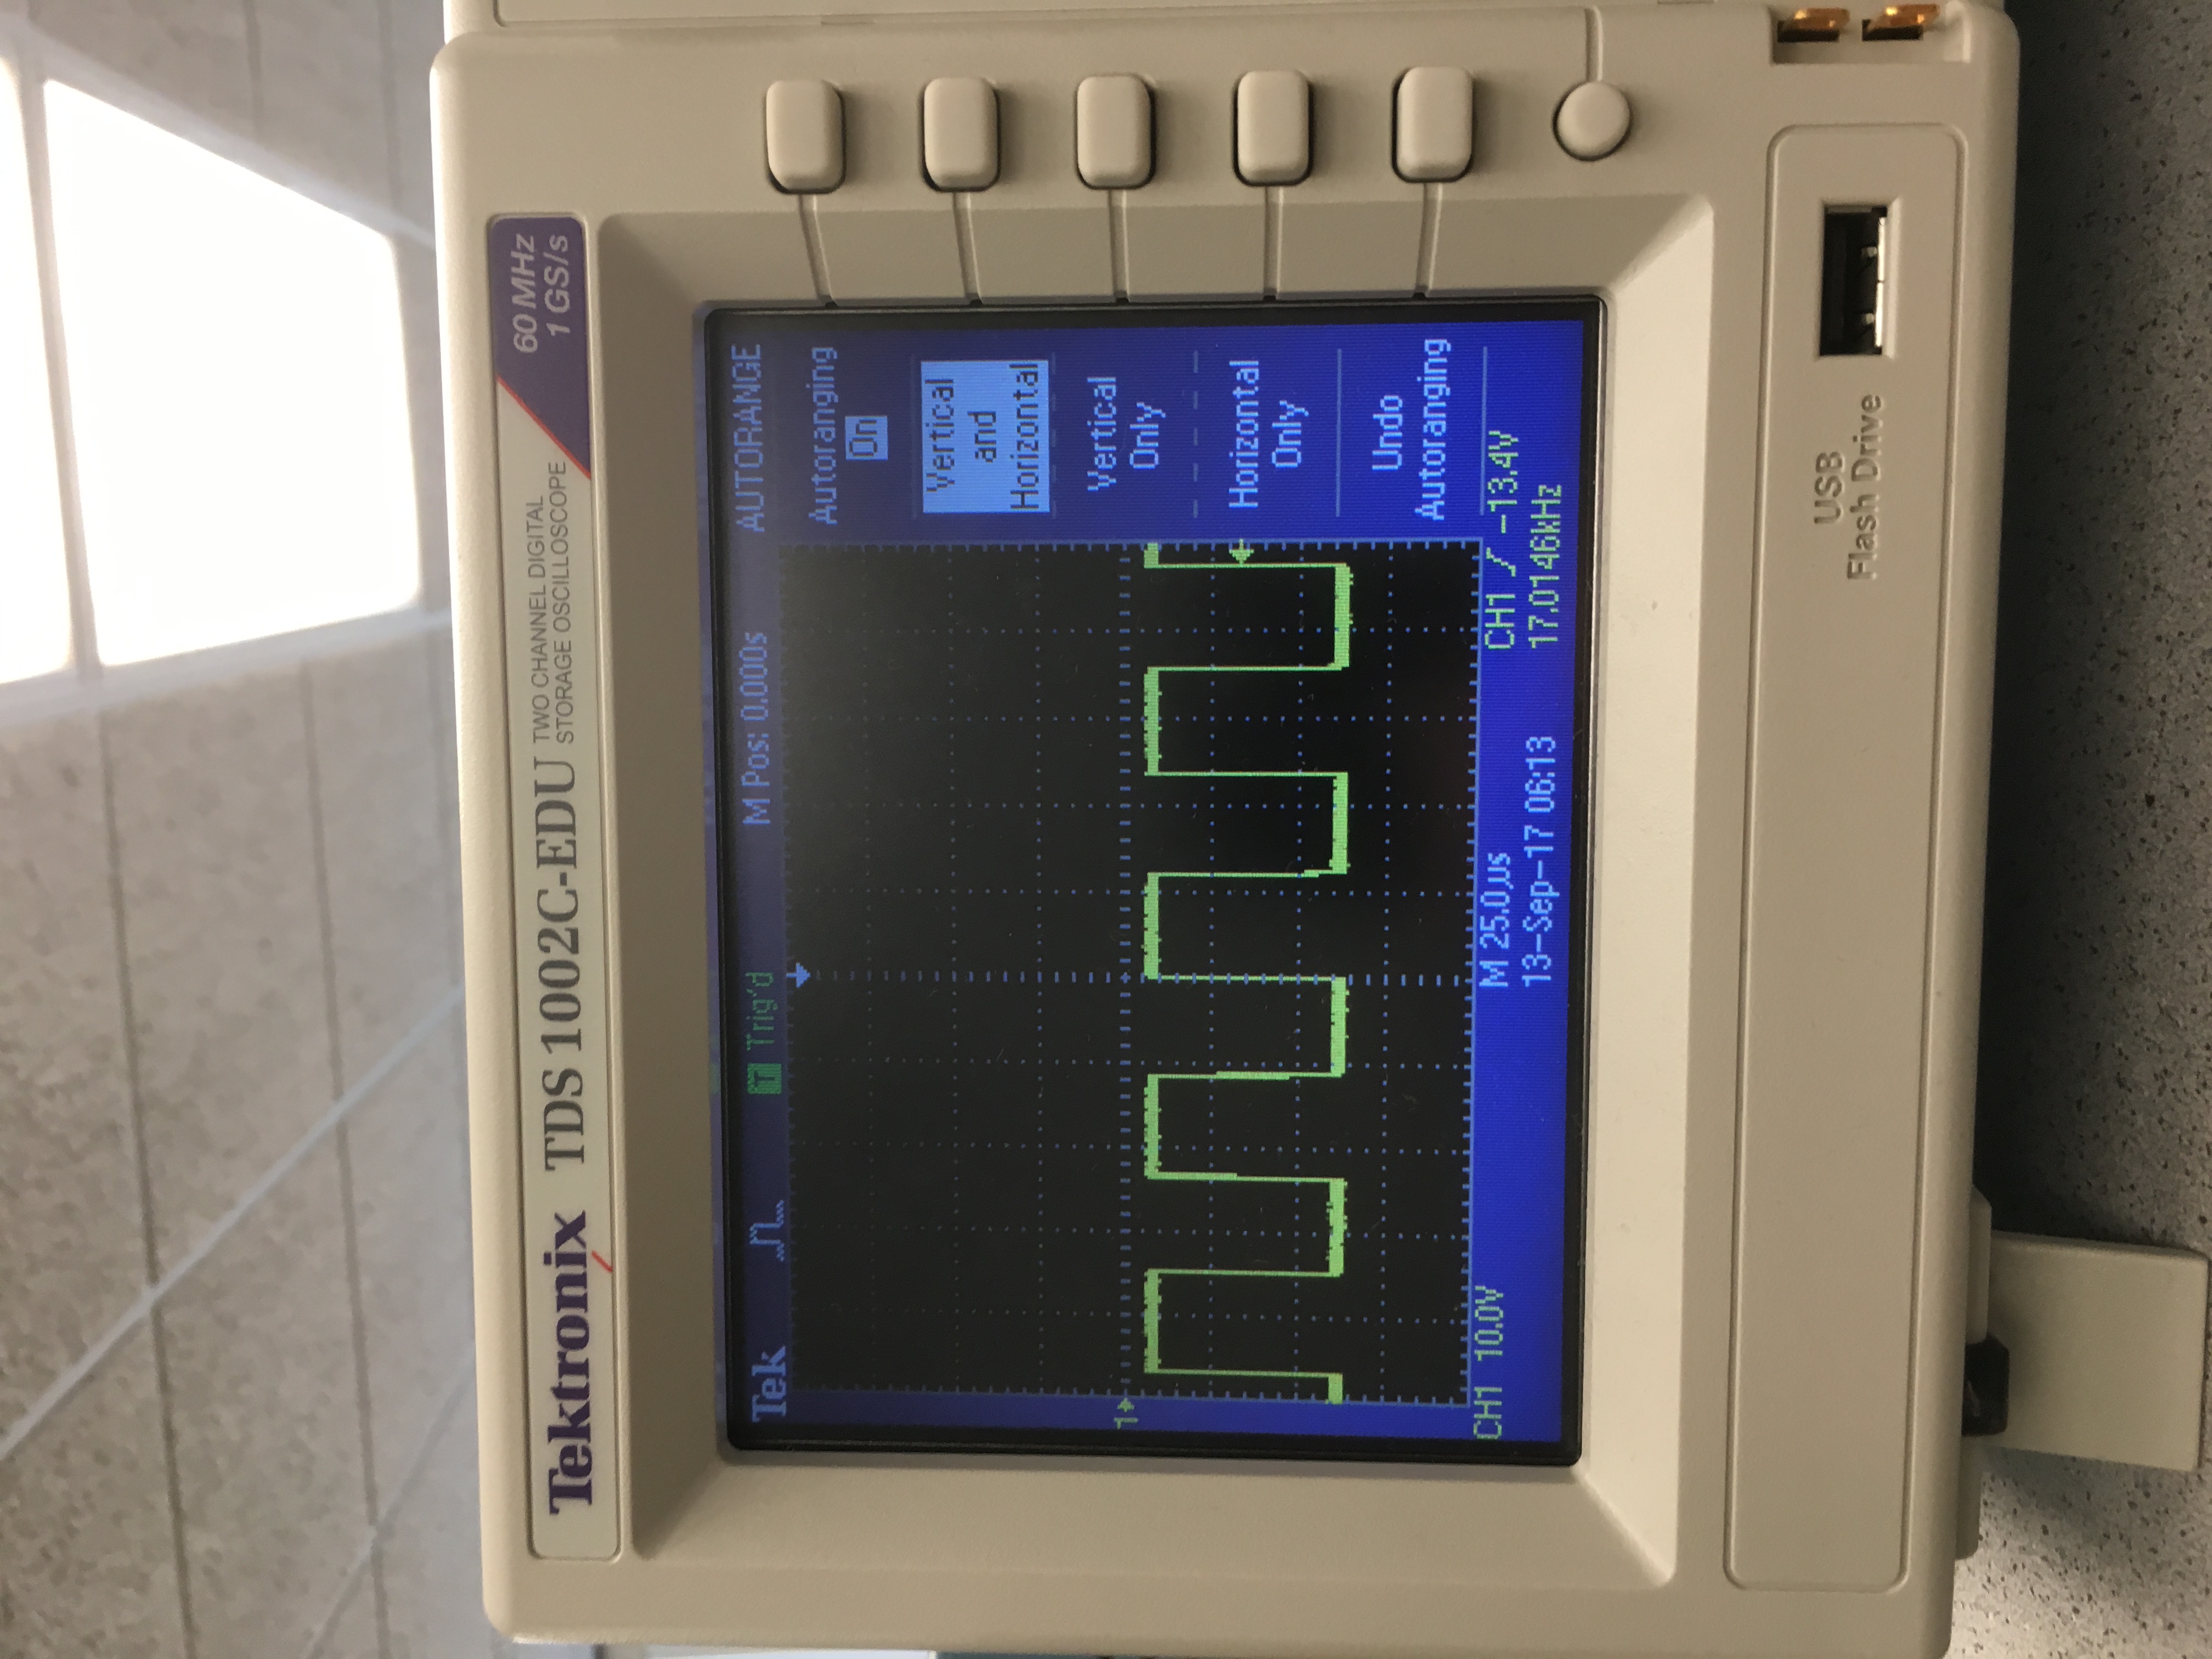 Tektronix TDS 1002C-EDU TWO CHANNEL DIGITAL
STORAGE OSCILLOSCOPE
60 MHz
1 GS/s
Tek T Trig'd M Pos: 0.000s AUTORANGE
Autoranging
On
Vertical
and
Horizontal
Vertical
Only
Horizontal
Only
Undo
Autoranging
1
CH1 10.0V M 25.0µs CH1 -13.4V
13-Sep-17 06:13 17.0146kHz
USB
Flash Drive